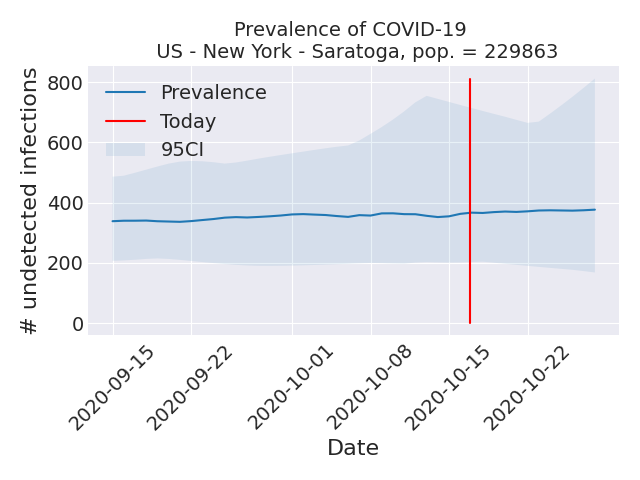 Prevalence of COVID-19
US - New York - Saratoga, pop. = 229863
# undetected infections
800
600
400
200
0
Prevalence
Today
95CI
2020-09-15
2020-09-22
2020-10-01
2020-10-08
2020-10-15
2020-10-22
Date